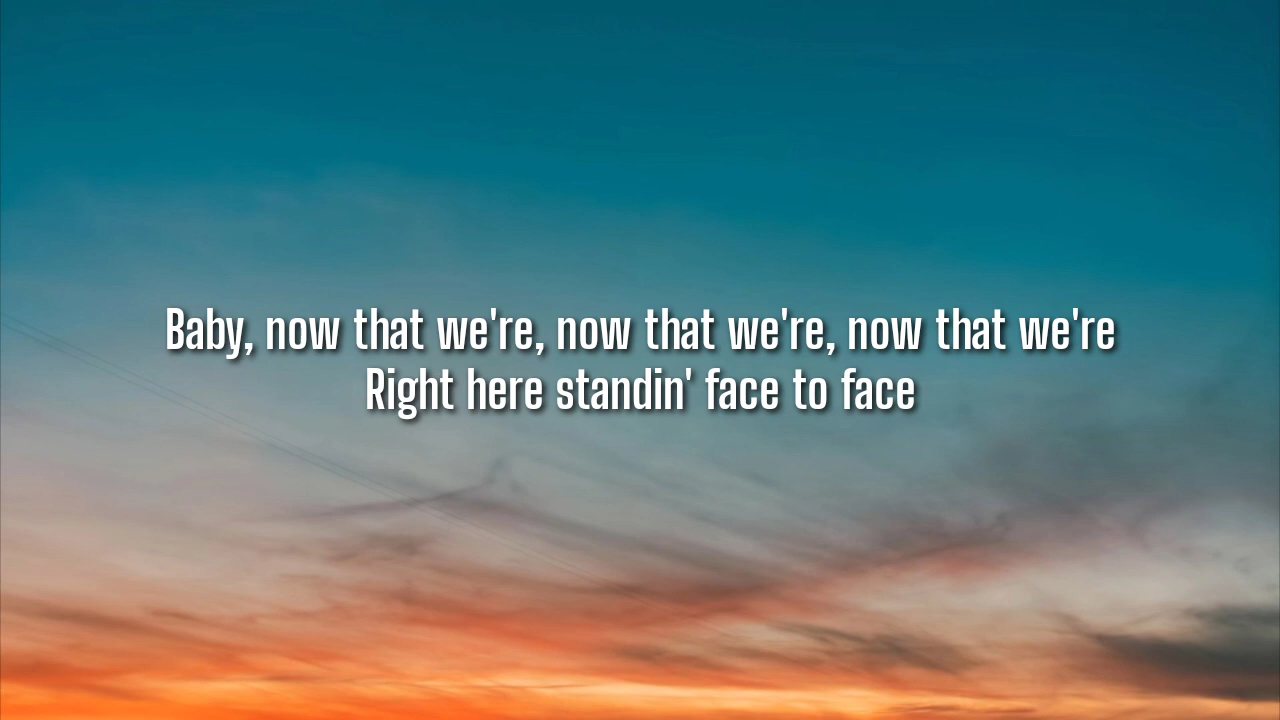 Baby, now that we're, now that we're, now that we're
Right here standin' face to face